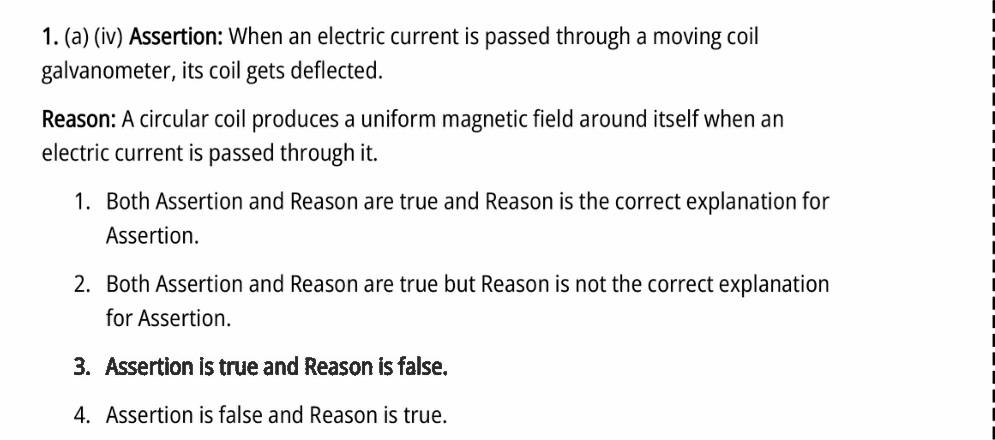 1. (a) (iv) Assertion: When an electric current is passed through a moving coil
galvanometer, its coil gets deflected.
Reason: A circular coil produces a uniform magnetic field around itself when an
electric current is passed through it.
1. Both Assertion and Reason are true and Reason is the correct explanation for
Assertion.
2. Both Assertion and Reason are true but Reason is not the correct explanation
for Assertion.
3. Assertion is true and Reason is false.
4. Assertion is false and Reason is true.